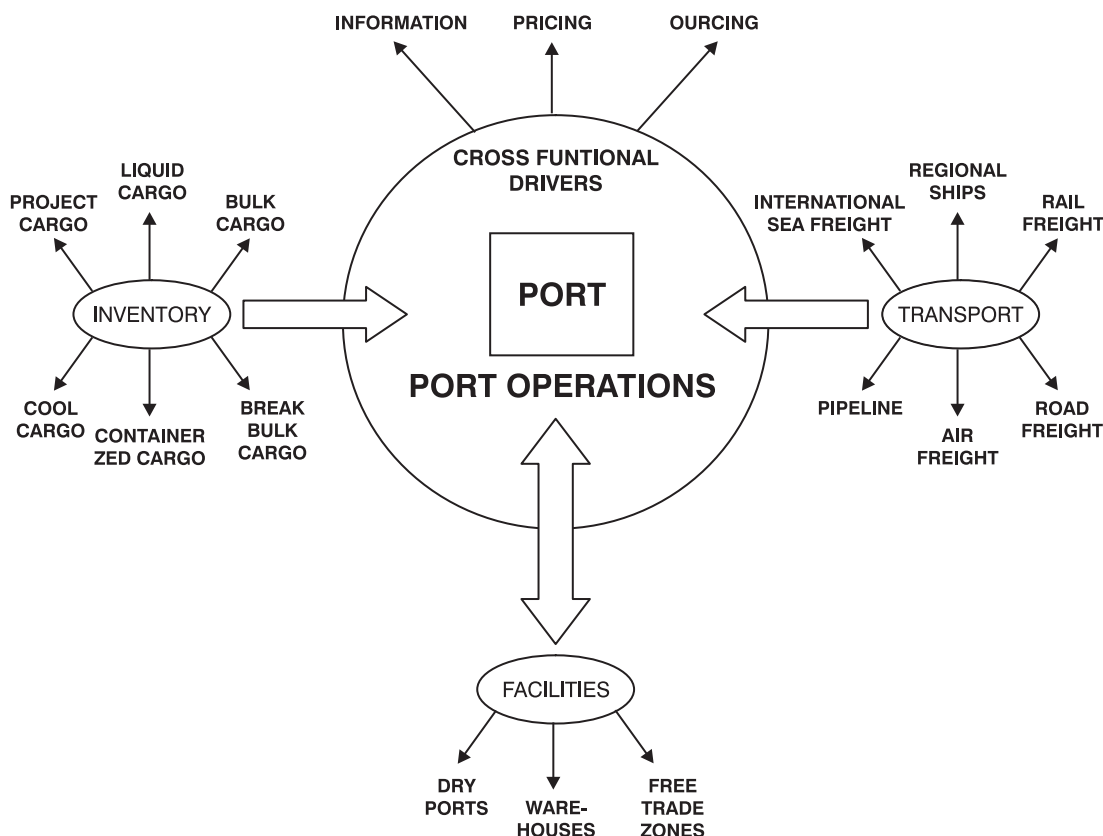 INFORMATION
PRICING
OURCING
CROSS FUNTIONAL
DRIVERS
PORT
PORT OPERATIONS
PROJECT
CARGO
LIQUID
CARGO
BULK
CARGO
INVENTORY
COOL
CARGO
CONTAINER
ZED CARGO
BREAK
BULK
CARGO
INTERNATIONAL
SEA FREIGHT
REGIONAL
SHIPS
RAIL
FREIGHT
TRANSPORT
PIPELINE
AIR
FREIGHT
ROAD
FREIGHT
FACILITIES
DRY
PORTS
WARE-
HOUSES
FREE
TRADE
ZONES